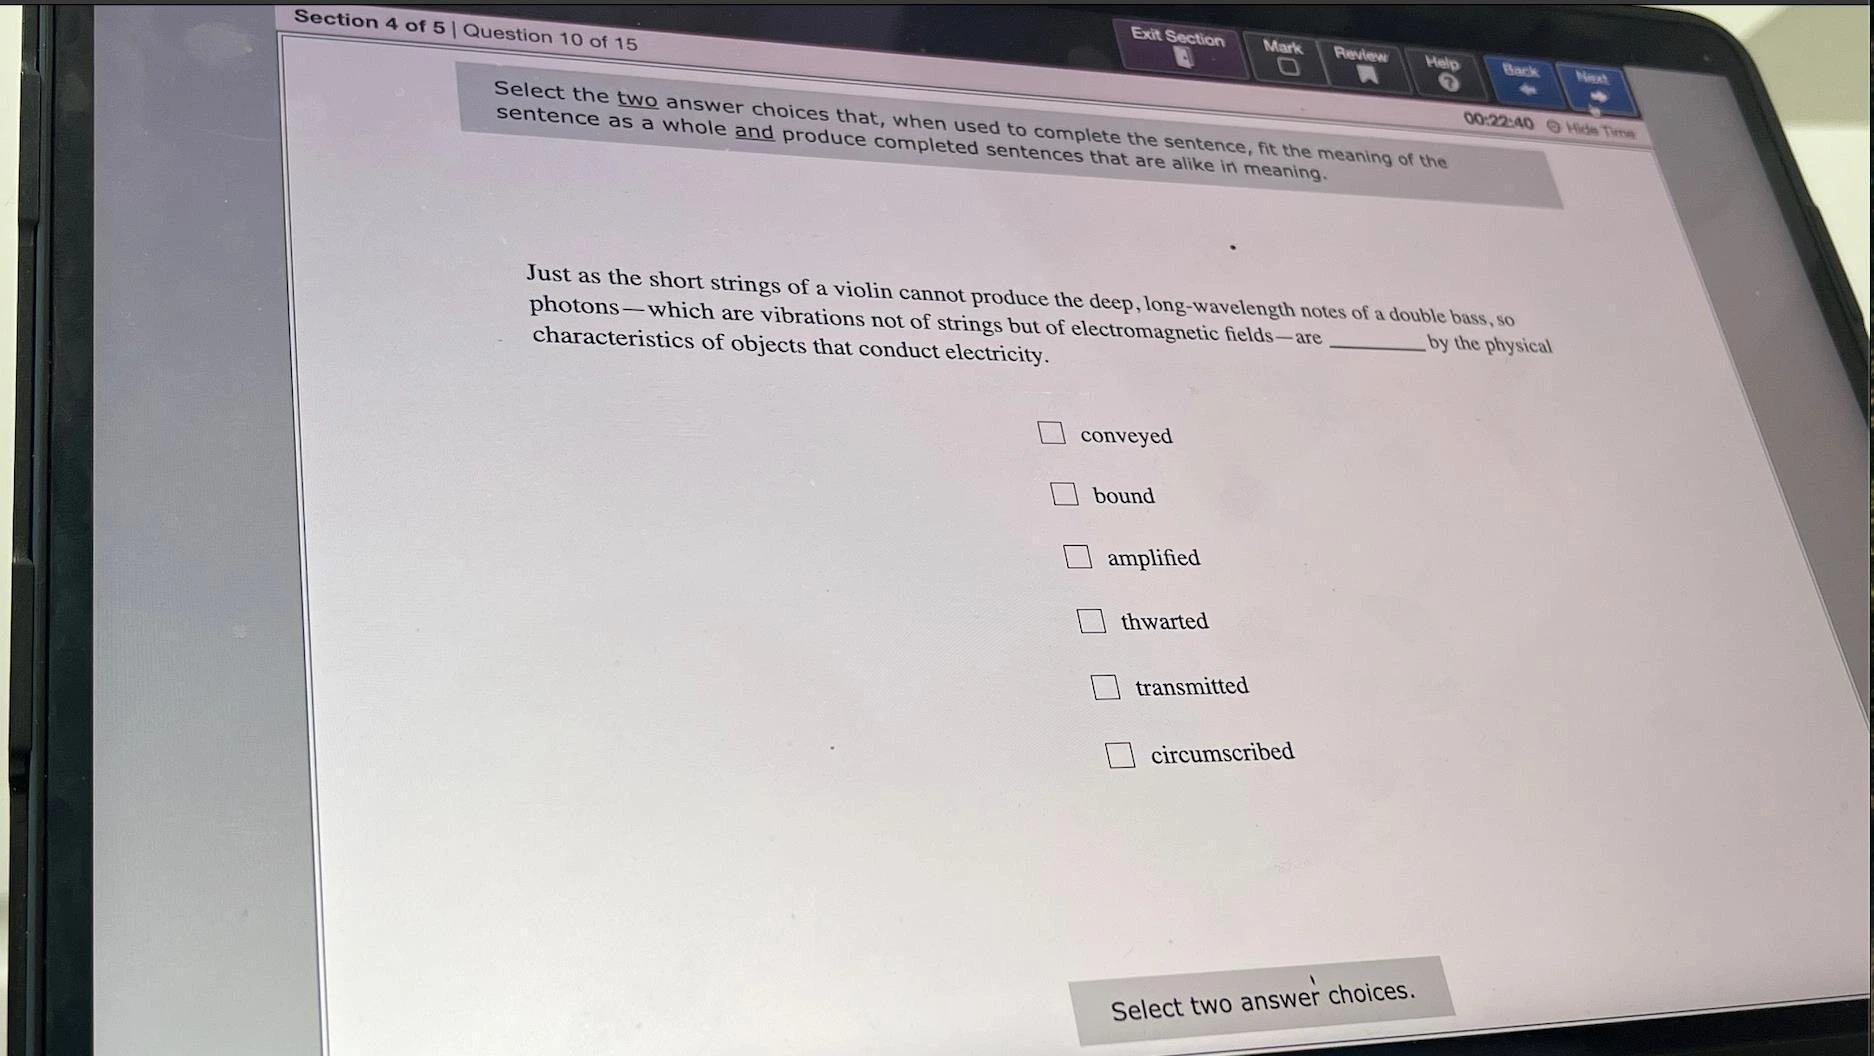 Section 4 of 5 | Question 10 of 15
Exit Section
Mark
Review
Help
Back
Next
00:22:40 Hide Time
Select the two answer choices that, when used to complete the sentence, fit the meaning of the
sentence as a whole and produce completed sentences that are alike in meaning.
Just as the short strings of a violin cannot produce the deep, long-wavelength notes of a double bass, so
photons—which are vibrations not of strings but of electromagnetic fields—are ________ by the physical
characteristics of objects that conduct electricity.
conveyed
bound
amplified
thwarted
transmitted
circumscribed
Select two answer choices.